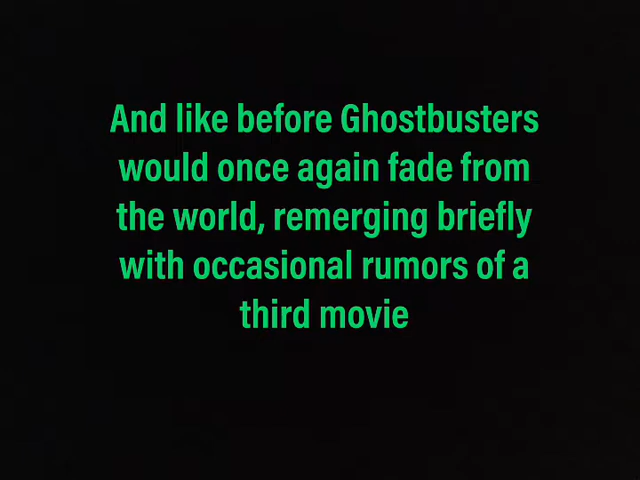 And like before Ghostbusters
would once again fade from
the world, remerging briefly
with occasional rumors of a
third movie